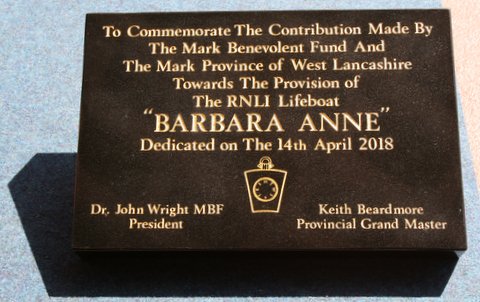 To Commemorate The Contribution Made By
The Mark Benevolent Fund And
The Mark Province of West Lancashire
Towards The Provision of
The RNLI Lifeboat
"BARBARA ANNE"
Dedicated on The 14th April 2018
Dr. John Wright MBF
President
Keith Beardmore
Provincial Grand Master